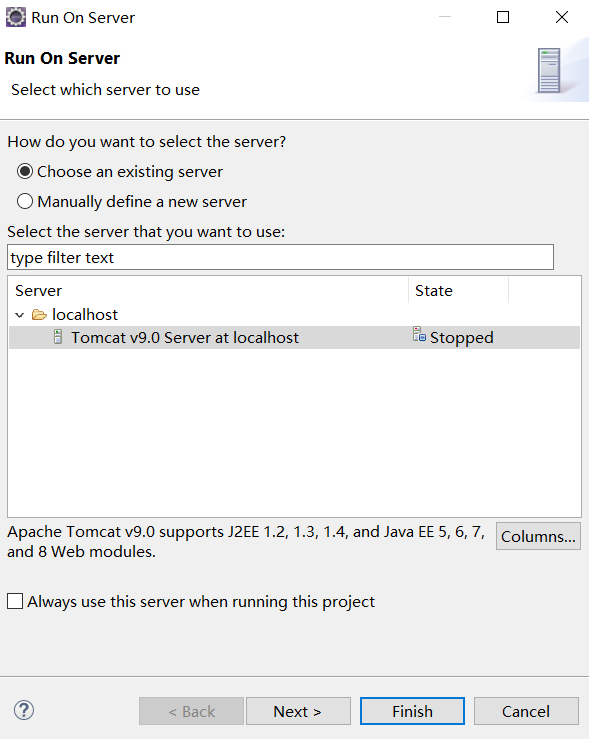 Run On Server
Run On Server
Select which server to use
How do you want to select the server?
Choose an existing server
Manually define a new server
Select the server that you want to use:
type filter text
Server State
localhost
Tomcat v9.0 Server at localhost Stopped
Apache Tomcat v9.0 supports J2EE 1.2, 1.3, 1.4, and Java EE 5, 6, 7,
and 8 Web modules.
Columns...
Always use this server when running this project
? < Back Next > Finish Cancel